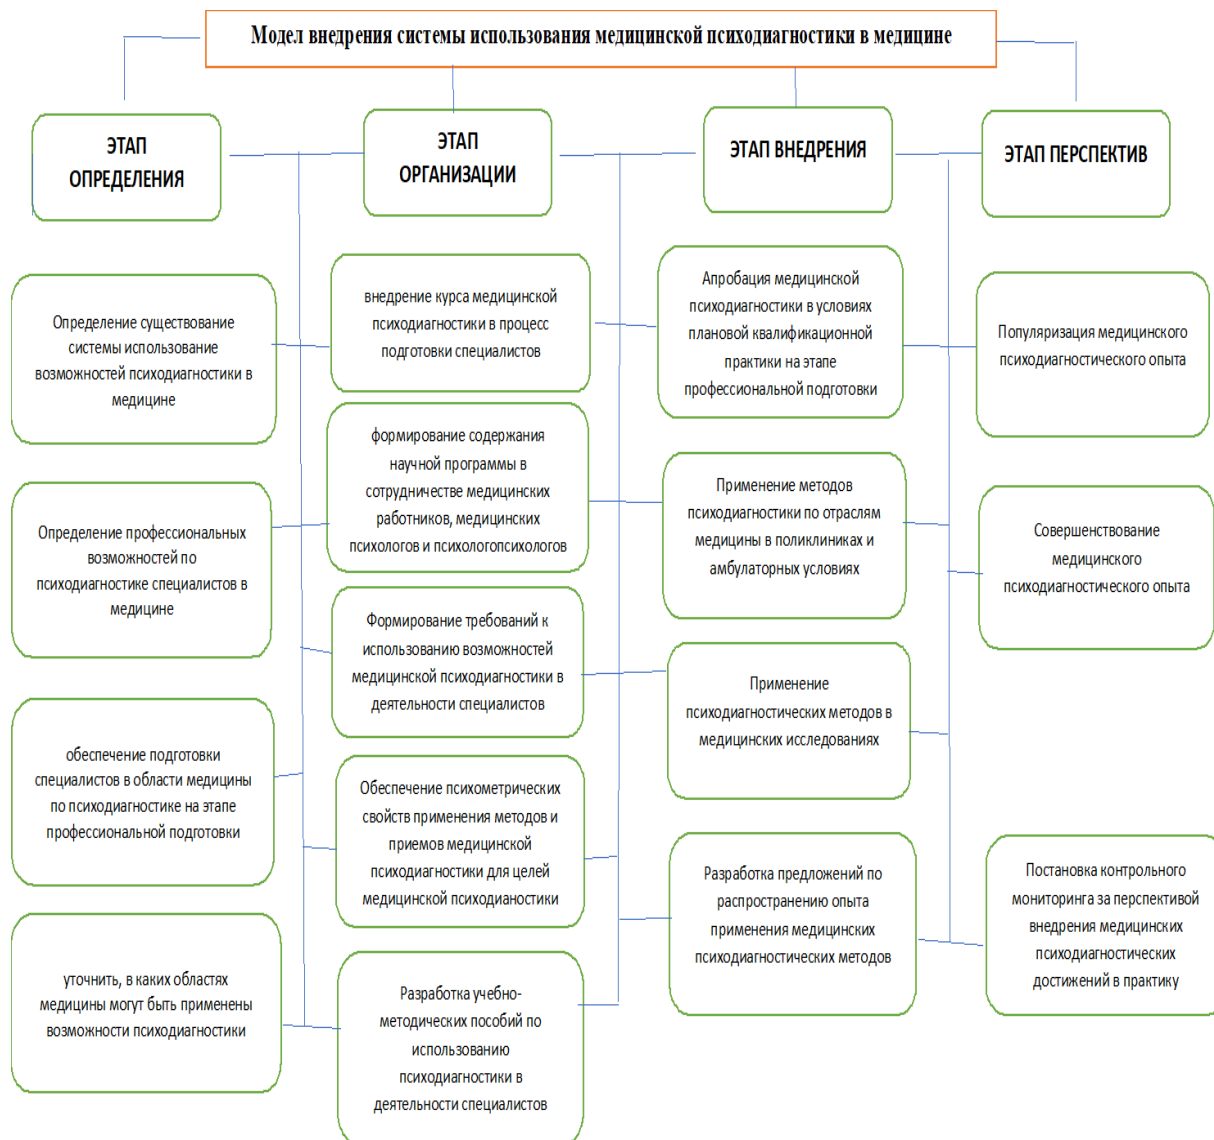 Модел внедрения системы использования медицинской психодиагностики в медицине
ЭТАП
ОПРЕДЕЛЕНИЯ
ЭТАП
ОРГАНИЗАЦИИ
ЭТАП ВНЕДРЕНИЯ
ЭТАП ПЕРСПЕКТИВ
Определение существование
системы использование
возможностей психодиагностики в
медицине
Определение профессиональных
возможностей по
психодиагностике специалистов в
медицине
обеспечение подготовки
специалистов в области медицины
по психодиагностике на этапе
профессиональной подготовки
уточнить, в каких областях
медицины могут быть применены
возможности психодиагностики
внедрение курса медицинской
психодиагностики в процесс
подготовки специалистов
формирование содержания
научной программы в
сотрудничестве медицинских
работников, медицинских
психологов и психологопсихологов
Формирование требований к
использованию возможностей
медицинской психодиагностики в
деятельности специалистов
Обеспечение психометрических
свойств применения методов и
приемов медицинской
психодиагностики для целей
медицинской психодианостики
Разработка учебно-
методических пособий по
использованию
психодиагностики в
деятельности специалистов
Апробация медицинской
психодиагностики в условиях
плановой квалификационной
практики на этапе
профессиональной подготовки
Применение методов
психодиагностики по отраслям
медицины в поликлиниках и
амбулаторных условиях
Применение
психодиагностических методов в
медицинских исследованиях
Разработка предложений по
распространению опыта
применения медицинских
психодиагностических методов
Популяризация медицинского
психодиагностического опыта
Совершенствование
медицинского
психодиагностического опыта
Постановка контрольного
мониторинга за перспективой
внедрения медицинских
психодиагностических
достижений в практику